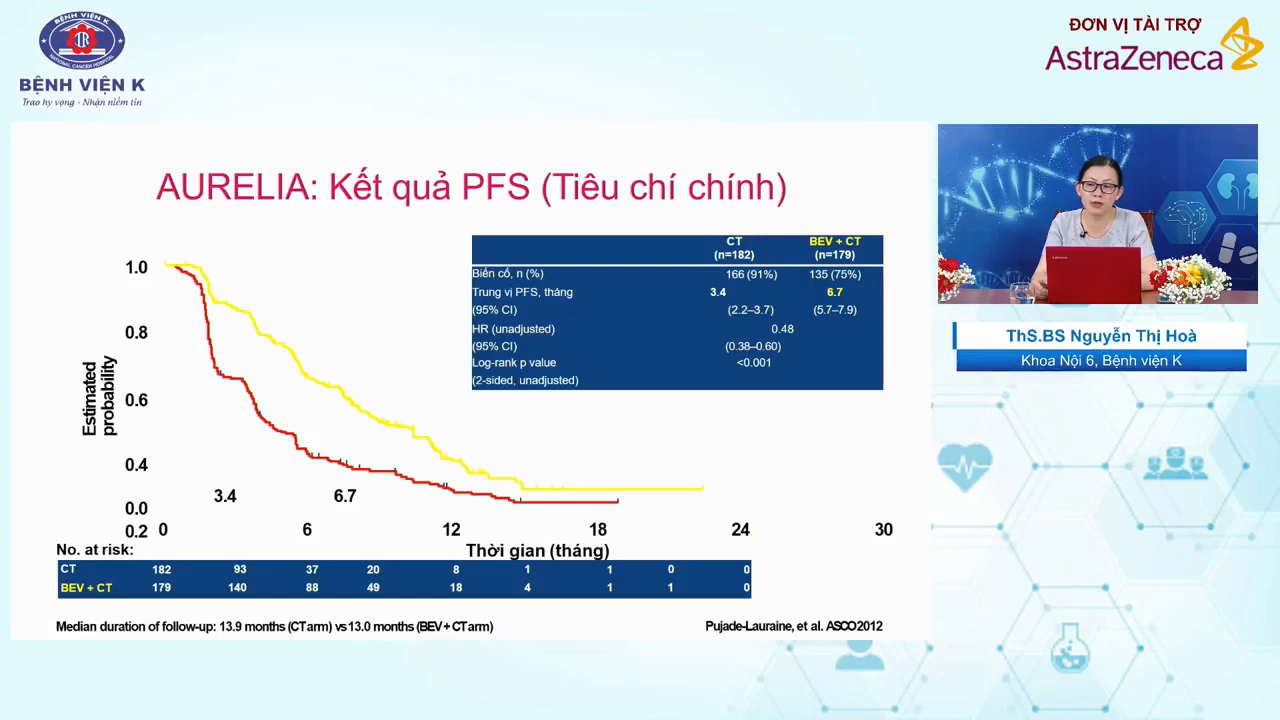 BỆNH VIỆN K
NATIONAL CANCER HOSPITAL
BỆNH VIỆN K
Trao hy vọng - Nhận niềm tin
ĐƠN VỊ TÀI TRỢ
AstraZeneca
AURELIA: Kết quả PFS (Tiêu chí chính)
CT BEV + CT
(n=182) (n=179)
Biến cố, n (%) 166 (91%) 135 (75%)
Trung vị PFS, tháng 3.4 6.7
(95% CI) (2.2–3.7) (5.7–7.9)
HR (unadjusted) 0.48
(95% CI) (0.38–0.60)
Log-rank p value <0.001
(2-sided, unadjusted)
Estimated
probability
1.0
0.8
0.6
0.4
0.0
0.2
3.4 6.7
0 6 12 18 24 30
Thời gian (tháng)
No. at risk:
CT 182 93 37 20 8 1 1 0 0
BEV + CT 179 140 88 49 18 4 1 1 0
Median duration of follow-up: 13.9 months (CT arm) vs 13.0 months (BEV + CT arm)
Pujade-Lauraine, et al. ASCO 2012
ThS.BS Nguyễn Thị Hoà
Khoa Nội 6, Bệnh viện K